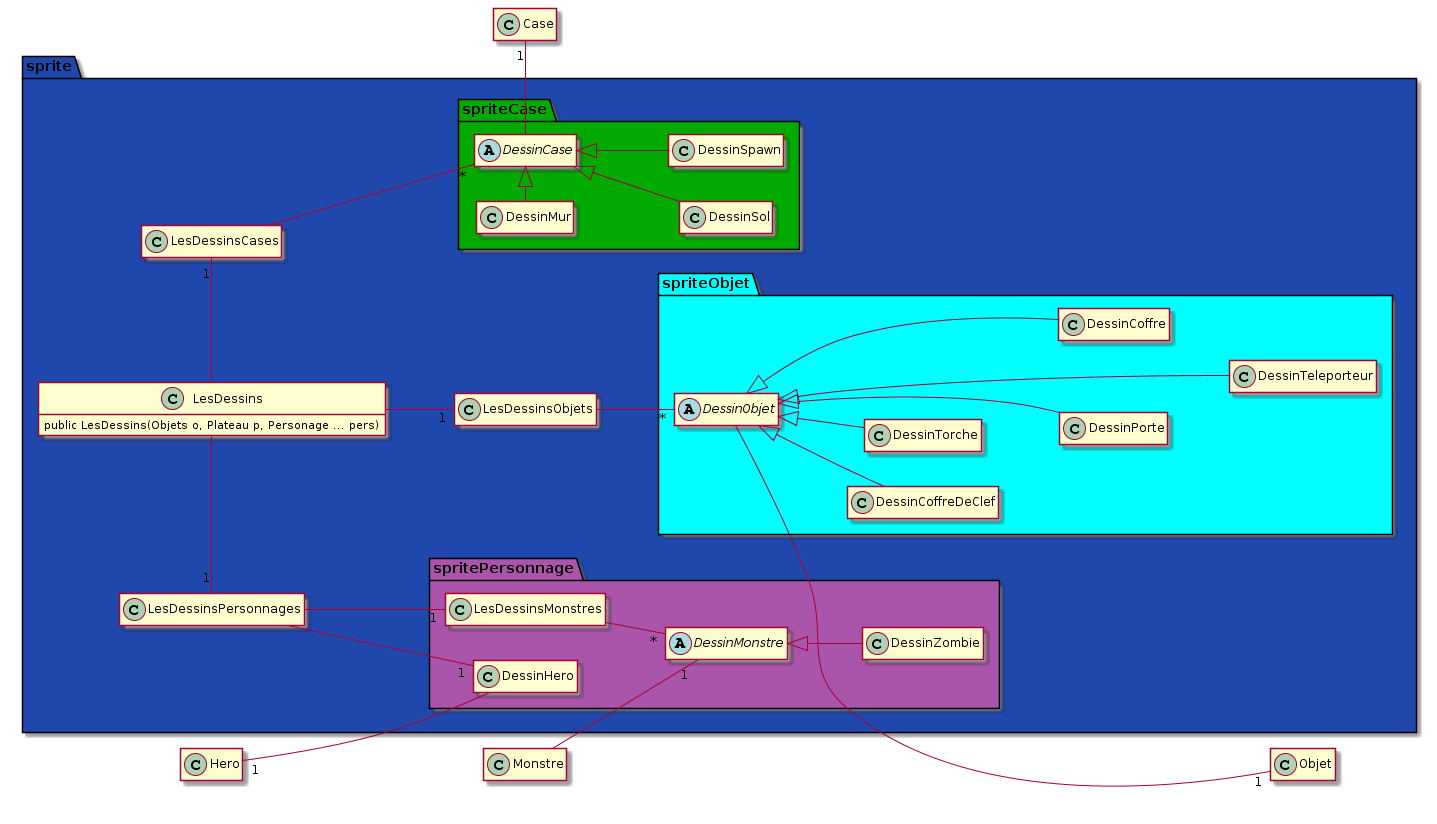 C Case
1
sprite
spriteCase
A DessinCase
C DessinSpawn
*
C DessinMur
C DessinSol
C LesDessinsCases
1
spriteObjet
C DessinCoffre
C DessinTeleporteur
C LesDessins
public LesDessins(Objets o, Plateau p, Personage ... pers)
1
C LesDessinsObjets
*
A DessinObjet
C DessinTorche
C DessinPorte
C DessinCoffreDeClef
spritePersonnage
1
C LesDessinsPersonnages
1
C LesDessinsMonstres
*
A DessinMonstre
C DessinZombie
1
C DessinHero
1
C Hero
1
C Monstre
C Objet
1